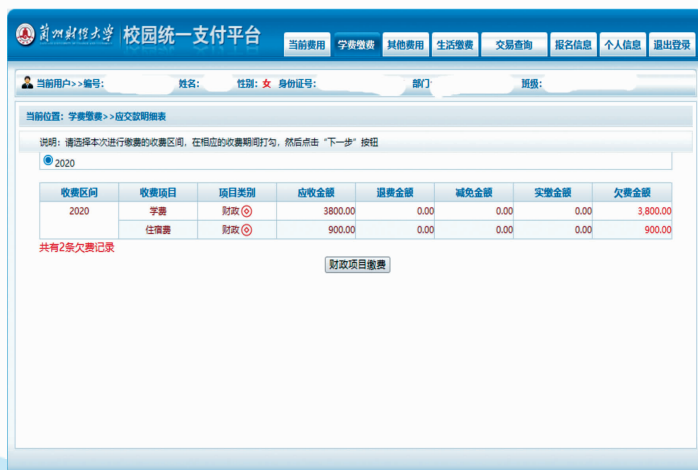 兰州财经大学 校园统一支付平台
当前费用 学费缴费 其他费用 生活缴费 交易查询 报名信息 个人信息 退出登录
当前用户>>编号: 姓名: 性别: 女 身份证号: 部门: 班级:
当前位置: 学费缴费>>应交款明细表
说明: 请选择本次进行缴费的收费区间, 在相应的收费期间打勾, 然后点击 "下一步" 按钮
2020
收费区间 收费项目 项目类别 应收金额 退费金额 减免金额 实缴金额 欠费金额
2020 学费 财政 3800.00 0.00 0.00 0.00 3,800.00
住宿费 财政 900.00 0.00 0.00 0.00 900.00
共有2条欠费记录
财政项目缴费